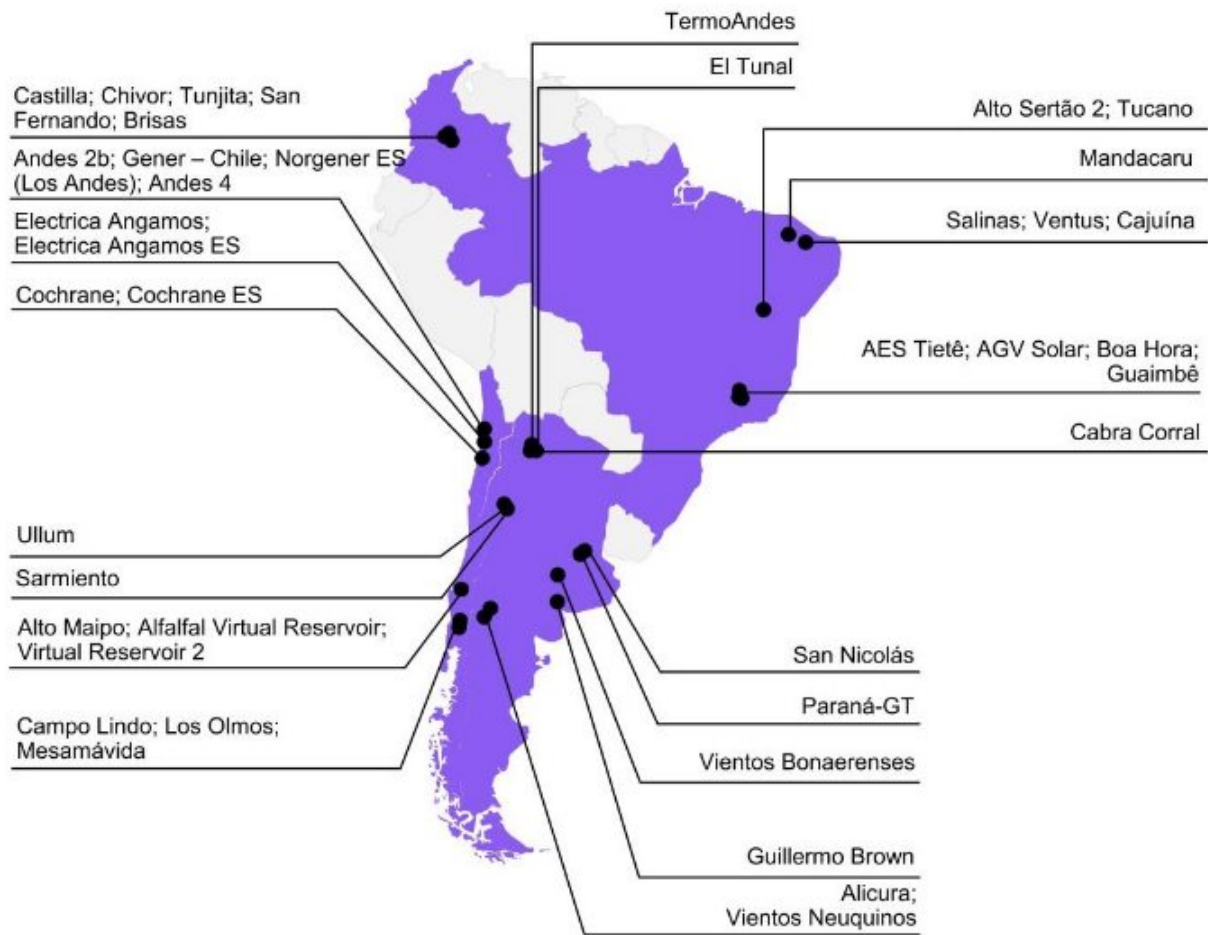 TermoAndes
El Tunal
Castilla; Chivor; Tunjita; San
Fernando; Brisas
Andes 2b; Gener – Chile; Norgener ES
(Los Andes); Andes 4
Electrica Angamos;
Electrica Angamos ES
Cochrane; Cochrane ES
Ullum
Sarmiento
Alto Maipo; Alfalfal Virtual Reservoir;
Virtual Reservoir 2
Campo Lindo; Los Olmos;
Mesamávida
Alto Sertão 2; Tucano
Mandacaru
Salinas; Ventus; Cajuína
AES Tietê; AGV Solar; Boa Hora;
Guaimbê
Cabra Corral
San Nicolás
Paraná-GT
Vientos Bonaerenses
Guillermo Brown
Alicura;
Vientos Neuquinos